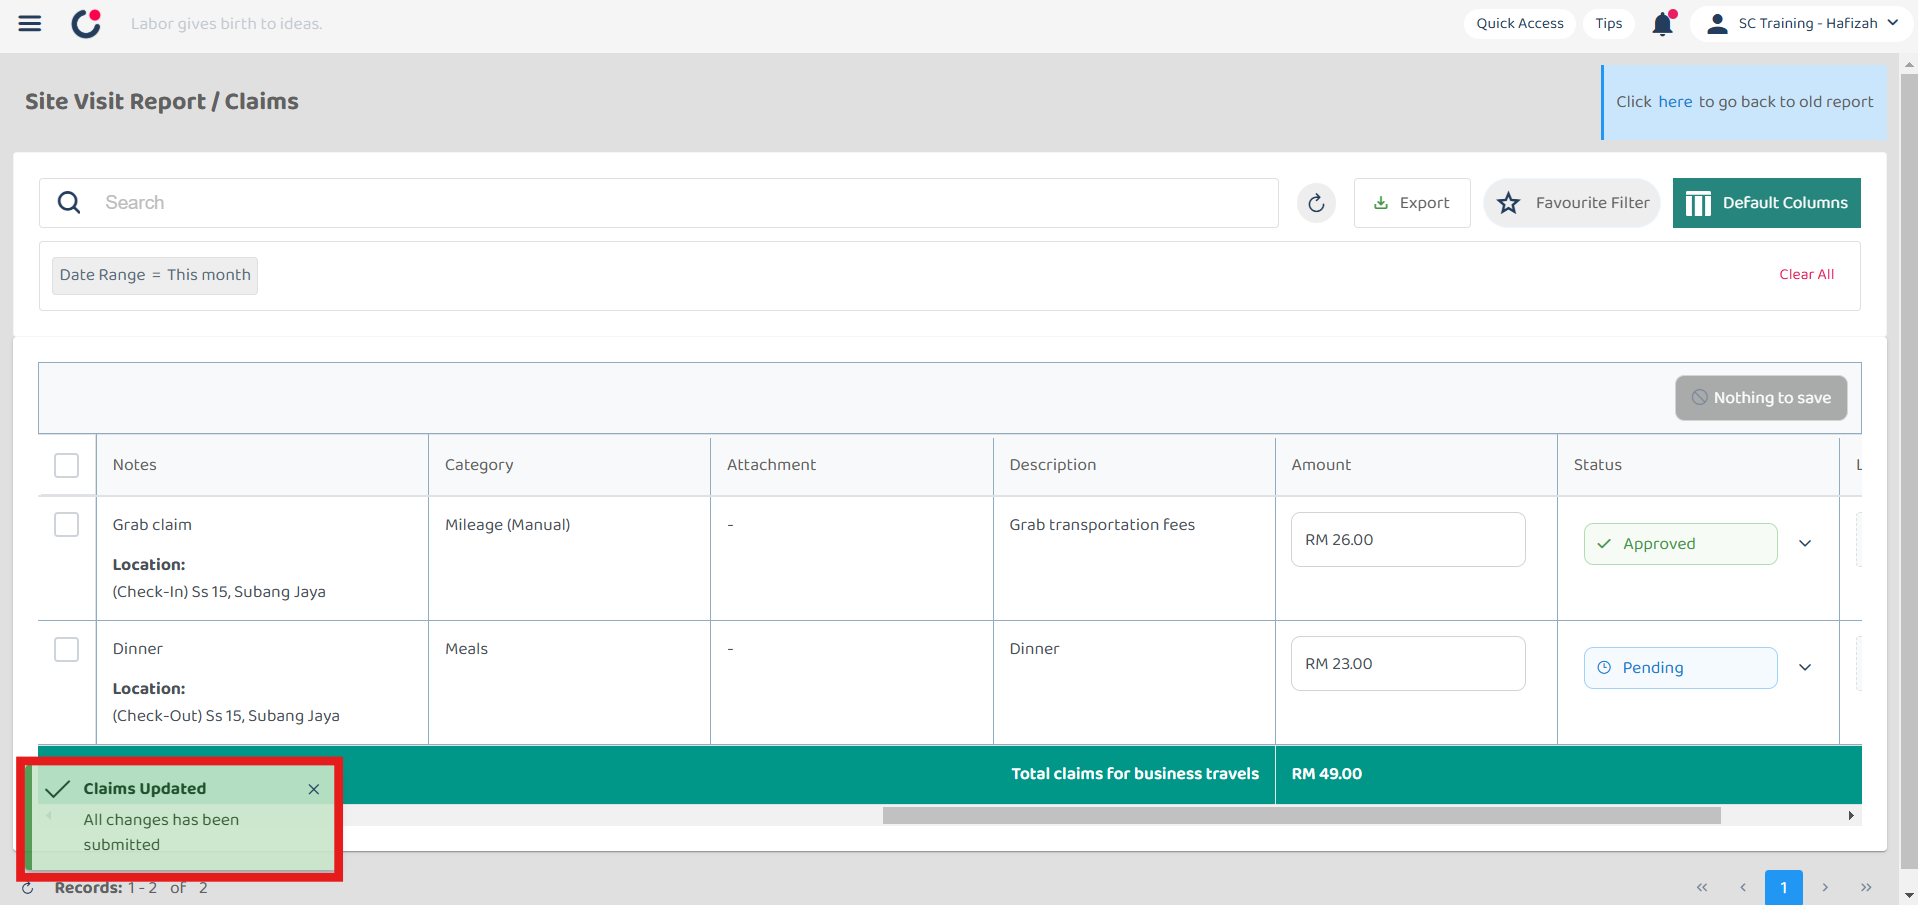 Labor gives birth to ideas.
Quick Access
Tips
SC Training - Hafizah
Site Visit Report / Claims
Click here to go back to old report
Search
Export
Favourite Filter
Default Columns
Date Range = This month
Clear All
Nothing to save
Notes
Category
Attachment
Description
Amount
Status
Grab claim
Location:
(Check-In) Ss 15, Subang Jaya
Mileage (Manual)
-
Grab transportation fees
RM 26.00
Approved
Dinner
Location:
(Check-Out) Ss 15, Subang Jaya
Meals
-
Dinner
RM 23.00
Pending
Total claims for business travels
RM 49.00
Claims Updated
All changes has been
submitted
Records: 1 - 2 of 2
1